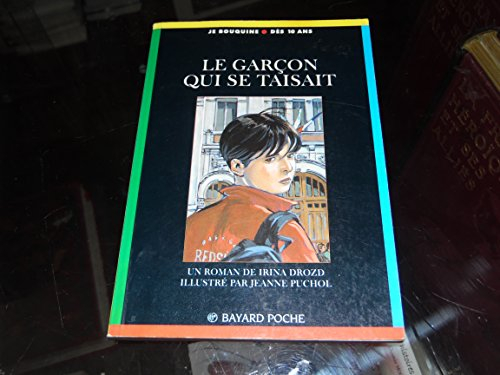 JE BOUQUINE • DÈS 10 ANS
LE GARÇON
QUI SE TAISAIT
REDS
UN ROMAN DE IRINA DROZD
ILLUSTRÉ PAR JEANNE PUCHOL
BAYARD POCHE